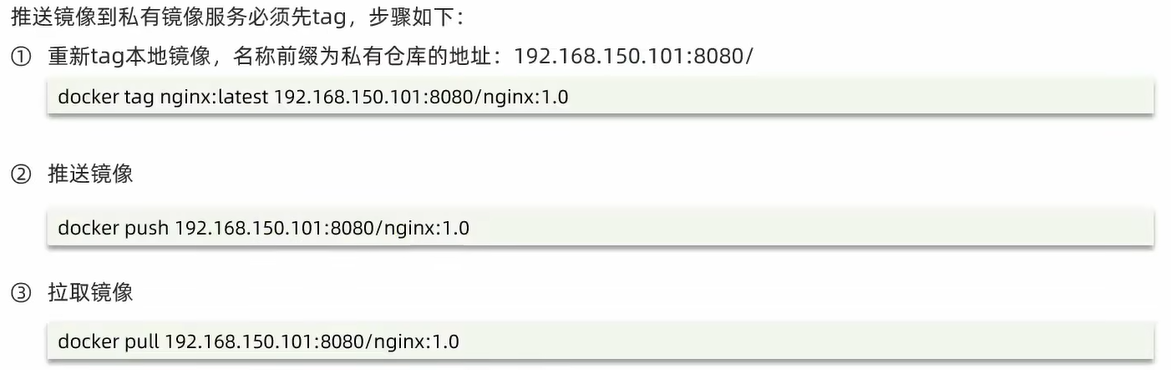 推送镜像到私有镜像服务必须先tag，步骤如下：
① 重新tag本地镜像，名称前缀为私有仓库的地址：192.168.150.101:8080/
docker tag nginx:latest 192.168.150.101:8080/nginx:1.0
② 推送镜像
docker push 192.168.150.101:8080/nginx:1.0
③ 拉取镜像
docker pull 192.168.150.101:8080/nginx:1.0